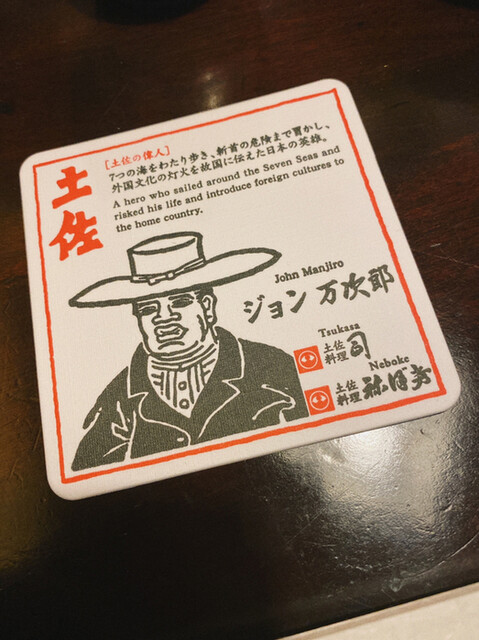 土佐
[土佐の偉人]
7つの海をわたり歩き、斬首の危険まで冒かし、
外国文化の灯火を故国に伝えた日本の英雄。
A hero who sailed around the Seven Seas and
risked his life and introduce foreign cultures to
the home country.
John Manjiro
ジョン万次郎
Tsukasa
土佐料理 司
Neboke
土佐料理 祢保希